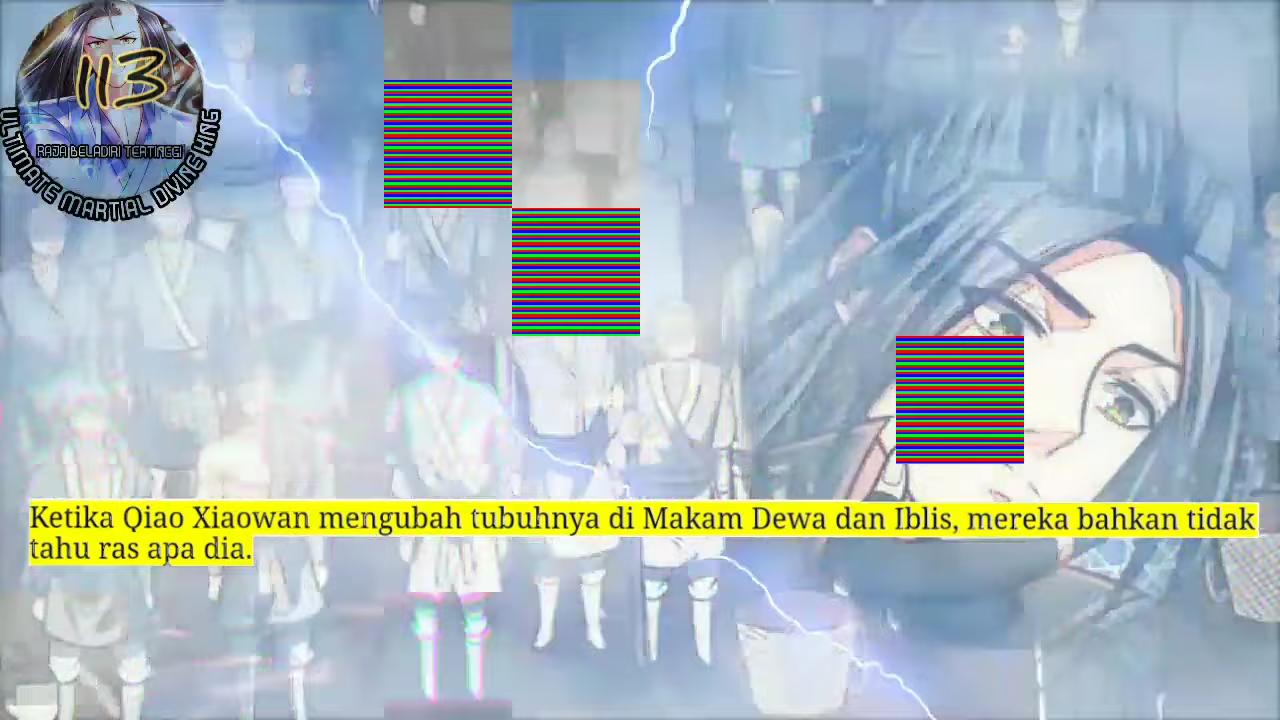 113
RAJA BELADIRI TERTINGGI
ULTIMATE MARTIAL DIVINE KING
Ketika Qiao Xiaowan mengubah tubuhnya di Makam Dewa dan Iblis, mereka bahkan tidak
tahu ras apa dia.